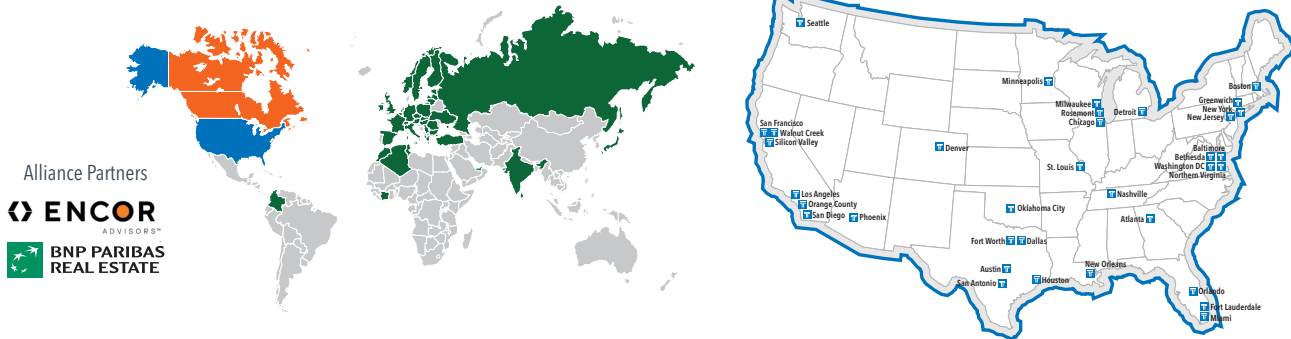 Alliance Partners
ENCOR
ADVISORS™
BNP PARIBAS
REAL ESTATE
Seattle
Minneapolis
Milwaukee
Rosemont
Chicago
Detroit
Boston
Greenwich
New York
New Jersey
San Francisco
Walnut Creek
Silicon Valley
Denver
St. Louis
Baltimore
Bethesda
Washington DC
Northern Virginia
Los Angeles
Orange County
San Diego
Phoenix
Oklahoma City
Nashville
Atlanta
Fort Worth
Dallas
Austin
San Antonio
Houston
New Orleans
Orlando
Fort Lauderdale
Miami